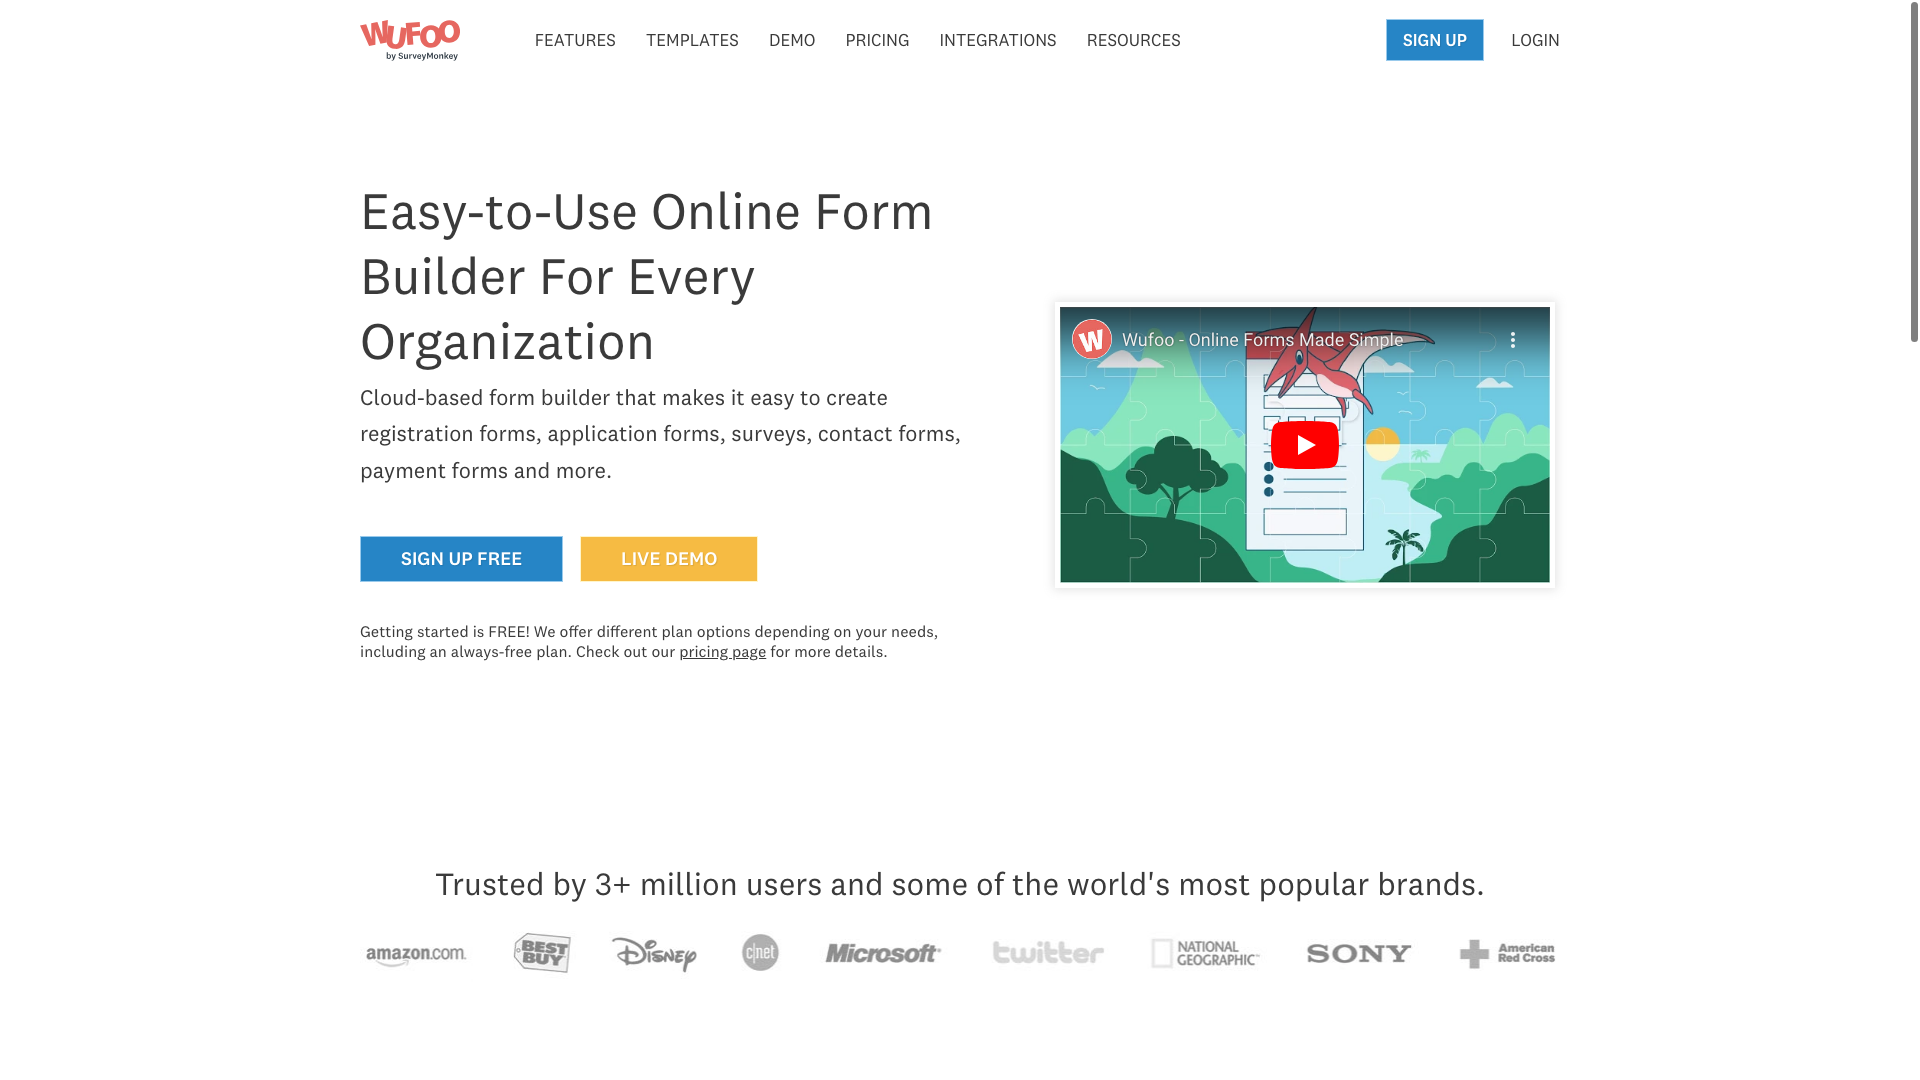 WUFOO
by SurveyMonkey
FEATURES
TEMPLATES
DEMO
PRICING
INTEGRATIONS
RESOURCES
SIGN UP
LOGIN
Easy-to-Use Online Form
Builder For Every
Organization
Cloud-based form builder that makes it easy to create
registration forms, application forms, surveys, contact forms,
payment forms and more.
SIGN UP FREE
LIVE DEMO
Getting started is FREE! We offer different plan options depending on your needs,
including an always-free plan. Check out our pricing page for more details.
W
Wufoo - Online Forms Made Simple
Trusted by 3+ million users and some of the world's most popular brands.
amazon.com
BEST
BUY
Disney
c|net
Microsoft
twitter
NATIONAL
GEOGRAPHIC
SONY
American
Red Cross